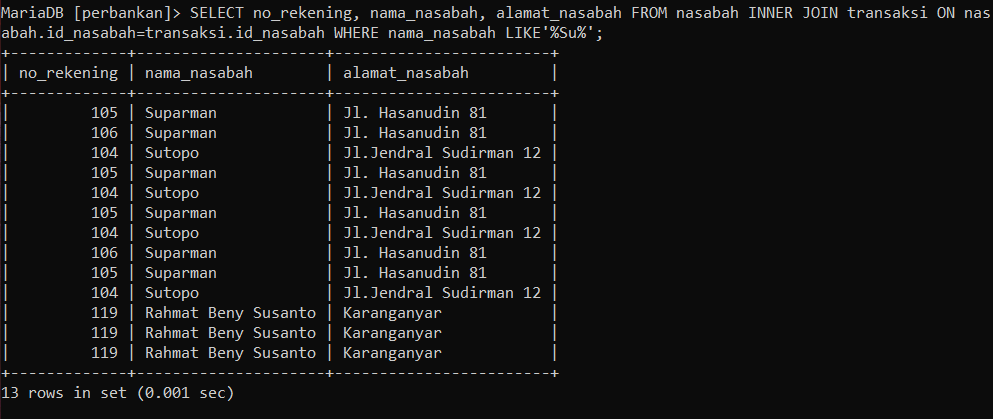 MariaDB [perbankan]> SELECT no_rekening, nama_nasabah, alamat_nasabah FROM nasabah INNER JOIN transaksi ON nas
abah.id_nasabah=transaksi.id_nasabah WHERE nama_nasabah LIKE'%Su%';
+-------------+----------------------+------------------------+
| no_rekening | nama_nasabah         | alamat_nasabah         |
+-------------+----------------------+------------------------+
|         105 | Suparman             | Jl. Hasanudin 81       |
|         106 | Suparman             | Jl. Hasanudin 81       |
|         104 | Sutopo               | Jl.Jendral Sudirman 12 |
|         105 | Suparman             | Jl. Hasanudin 81       |
|         104 | Sutopo               | Jl.Jendral Sudirman 12 |
|         105 | Suparman             | Jl. Hasanudin 81       |
|         104 | Sutopo               | Jl.Jendral Sudirman 12 |
|         106 | Suparman             | Jl. Hasanudin 81       |
|         105 | Suparman             | Jl. Hasanudin 81       |
|         104 | Sutopo               | Jl.Jendral Sudirman 12 |
|         119 | Rahmat Beny Susanto | Karanganyar            |
|         119 | Rahmat Beny Susanto | Karanganyar            |
|         119 | Rahmat Beny Susanto | Karanganyar            |
+-------------+----------------------+------------------------+
13 rows in set (0.001 sec)